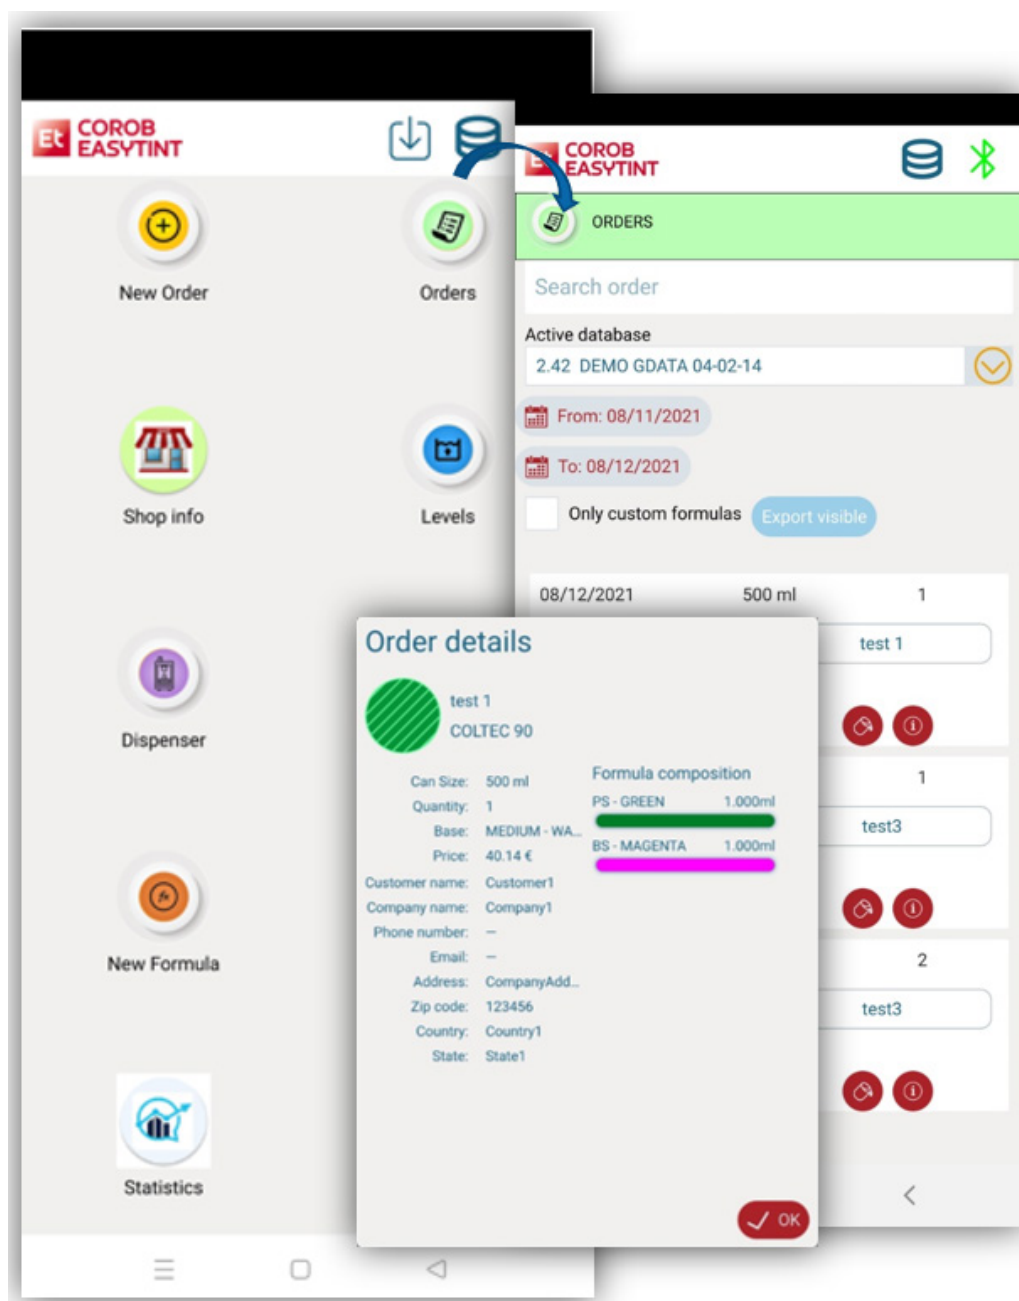 Et COROB
EASYTINT
New Order
Orders
Shop info
Levels
Dispenser
New Formula
Statistics
COROB
EASYTINT
ORDERS
Search order
Active database
2.42 DEMO GDATA 04-02-14
From: 08/11/2021
To: 08/12/2021
Only custom formulas Export visible
08/12/2021 500 ml 1
test 1
1
test3
2
test3
Order details
test 1
COLTEC 90
Can Size: 500 ml
Quantity: 1
Base: MEDIUM - WA...
Price: 40.14 €
Customer name: Customer1
Company name: Company1
Phone number: –
Email: –
Address: CompanyAdd...
Zip code: 123456
Country: Country1
State: State1
Formula composition
PS - GREEN 1.000ml
BS - MAGENTA 1.000ml
OK